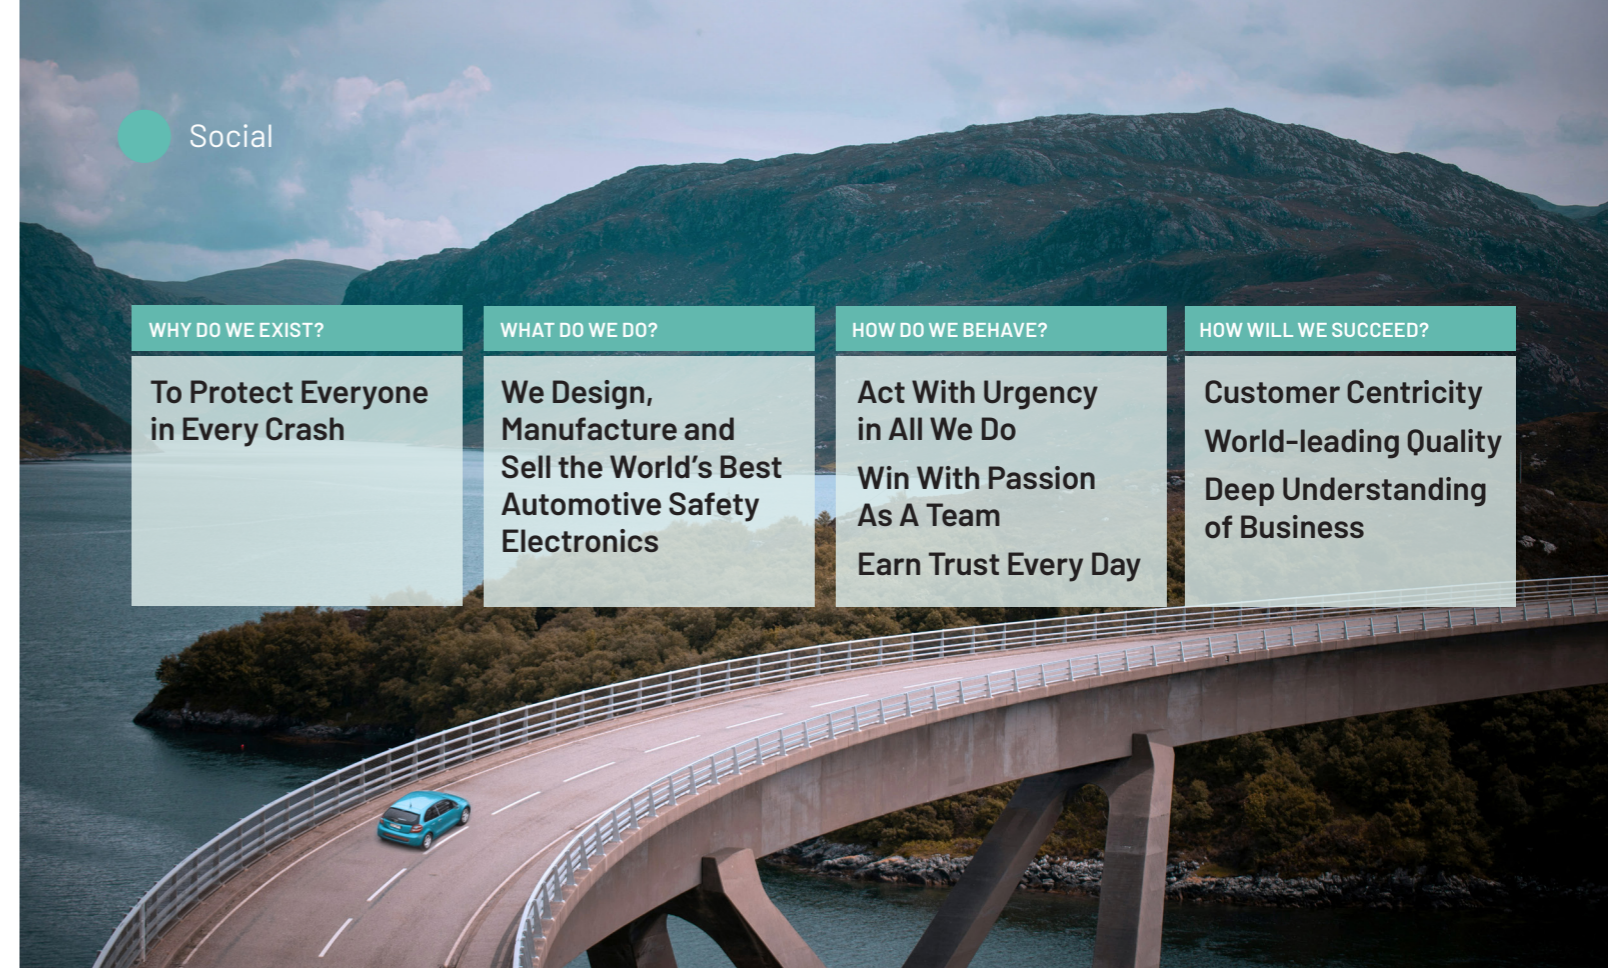 Social
WHY DO WE EXIST?
To Protect Everyone
in Every Crash
WHAT DO WE DO?
We Design,
Manufacture and
Sell the World’s Best
Automotive Safety
Electronics
HOW DO WE BEHAVE?
Act With Urgency
in All We Do
Win With Passion
As A Team
Earn Trust Every Day
HOW WILL WE SUCCEED?
Customer Centricity
World-leading Quality
Deep Understanding
of Business